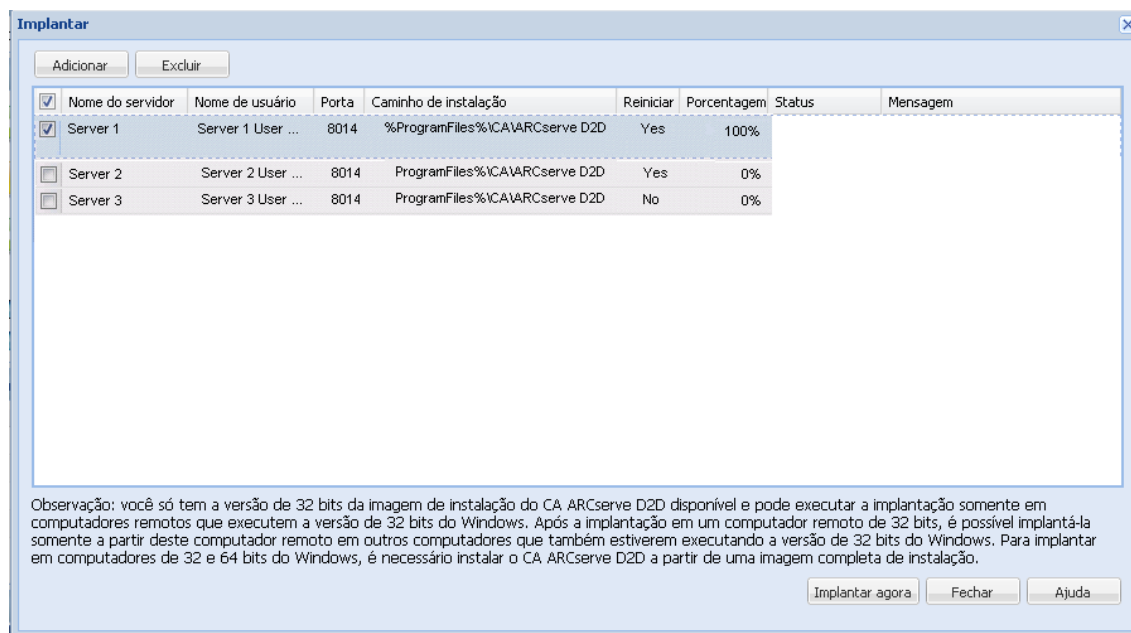 Implantar
Adicionar Excluir
Nome do servidor Nome de usuário Porta Caminho de instalação Reiniciar Porcentagem Status Mensagem
Server 1 Server 1 User ... 8014 %ProgramFiles%\CA\ARCserve D2D Yes 100%
Server 2 Server 2 User ... 8014 ProgramFiles%\CA\ARCserve D2D Yes 0%
Server 3 Server 3 User ... 8014 ProgramFiles%\CA\ARCserve D2D No 0%
Observação: você só tem a versão de 32 bits da imagem de instalação do CA ARCserve D2D disponível e pode executar a implantação somente em
computadores remotos que executem a versão de 32 bits do Windows. Após a implantação em um computador remoto de 32 bits, é possível implantá-la
somente a partir deste computador remoto em outros computadores que também estiverem executando a versão de 32 bits do Windows. Para implantar
em computadores de 32 e 64 bits do Windows, é necessário instalar o CA ARCserve D2D a partir de uma imagem completa de instalação.
Implantar agora Fechar Ajuda